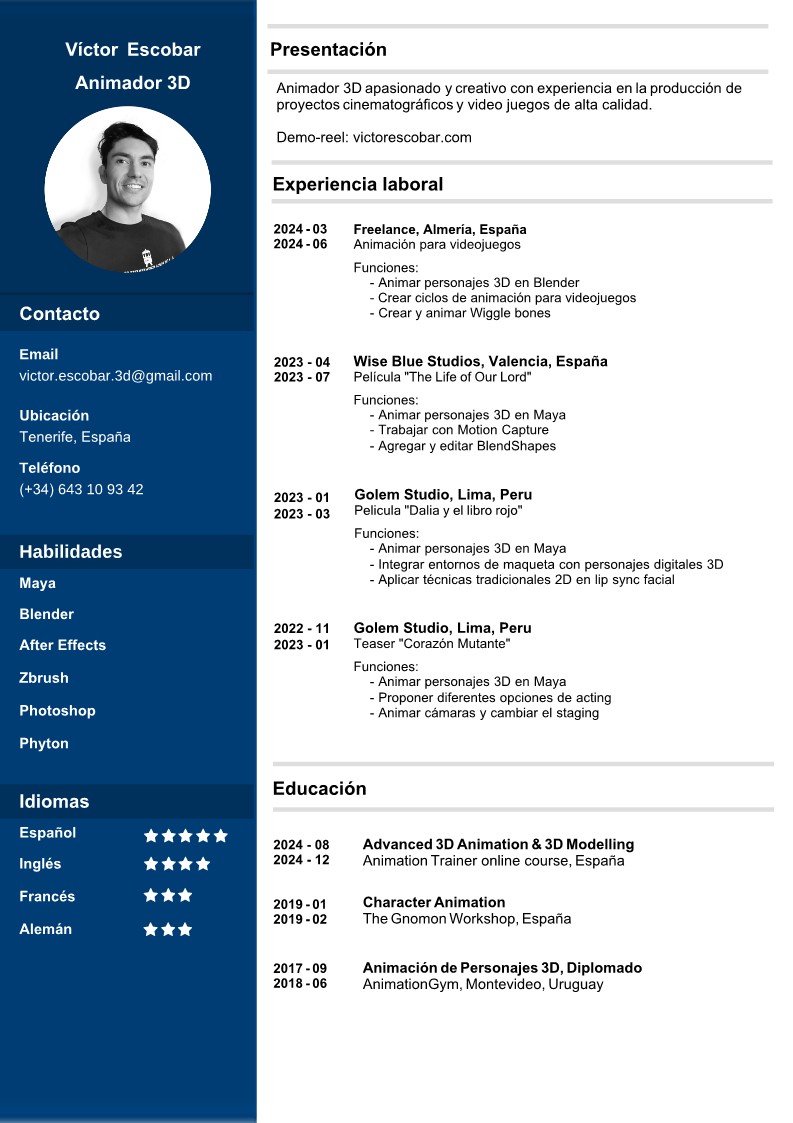 Víctor Escobar
Animador 3D
Contacto
Email
victor.escobar.3d@gmail.com
Ubicación
Tenerife, España
Teléfono
(+34) 643 10 93 42
Habilidades
Maya
Blender
After Effects
Zbrush
Photoshop
Phyton
Idiomas
Español
Inglés
Francés
Alemán
Presentación
Animador 3D apasionado y creativo con experiencia en la producción de
proyectos cinematográficos y video juegos de alta calidad.
Demo-reel: victorescobar.com
Experiencia laboral
2024 - 03 Freelance, Almería, España
2024 - 06 Animación para videojuegos
Funciones:
- Animar personajes 3D en Blender
- Crear ciclos de animación para videojuegos
- Crear y animar Wiggle bones
2023 - 04 Wise Blue Studios, Valencia, España
2023 - 07 Película "The Life of Our Lord"
Funciones:
- Animar personajes 3D en Maya
- Trabajar con Motion Capture
- Agregar y editar BlendShapes
2023 - 01 Golem Studio, Lima, Peru
2023 - 03 Pelicula "Dalia y el libro rojo"
Funciones:
- Animar personajes 3D en Maya
- Integrar entornos de maqueta con personajes digitales 3D
- Aplicar técnicas tradicionales 2D en lip sync facial
2022 - 11 Golem Studio, Lima, Peru
2023 - 01 Teaser "Corazón Mutante"
Funciones:
- Animar personajes 3D en Maya
- Proponer diferentes opciones de acting
- Animar cámaras y cambiar el staging
Educación
2024 - 08 Advanced 3D Animation & 3D Modelling
2024 - 12 Animation Trainer online course, España
2019 - 01 Character Animation
2019 - 02 The Gnomon Workshop, España
2017 - 09 Animación de Personajes 3D, Diplomado
2018 - 06 AnimationGym, Montevideo, Uruguay